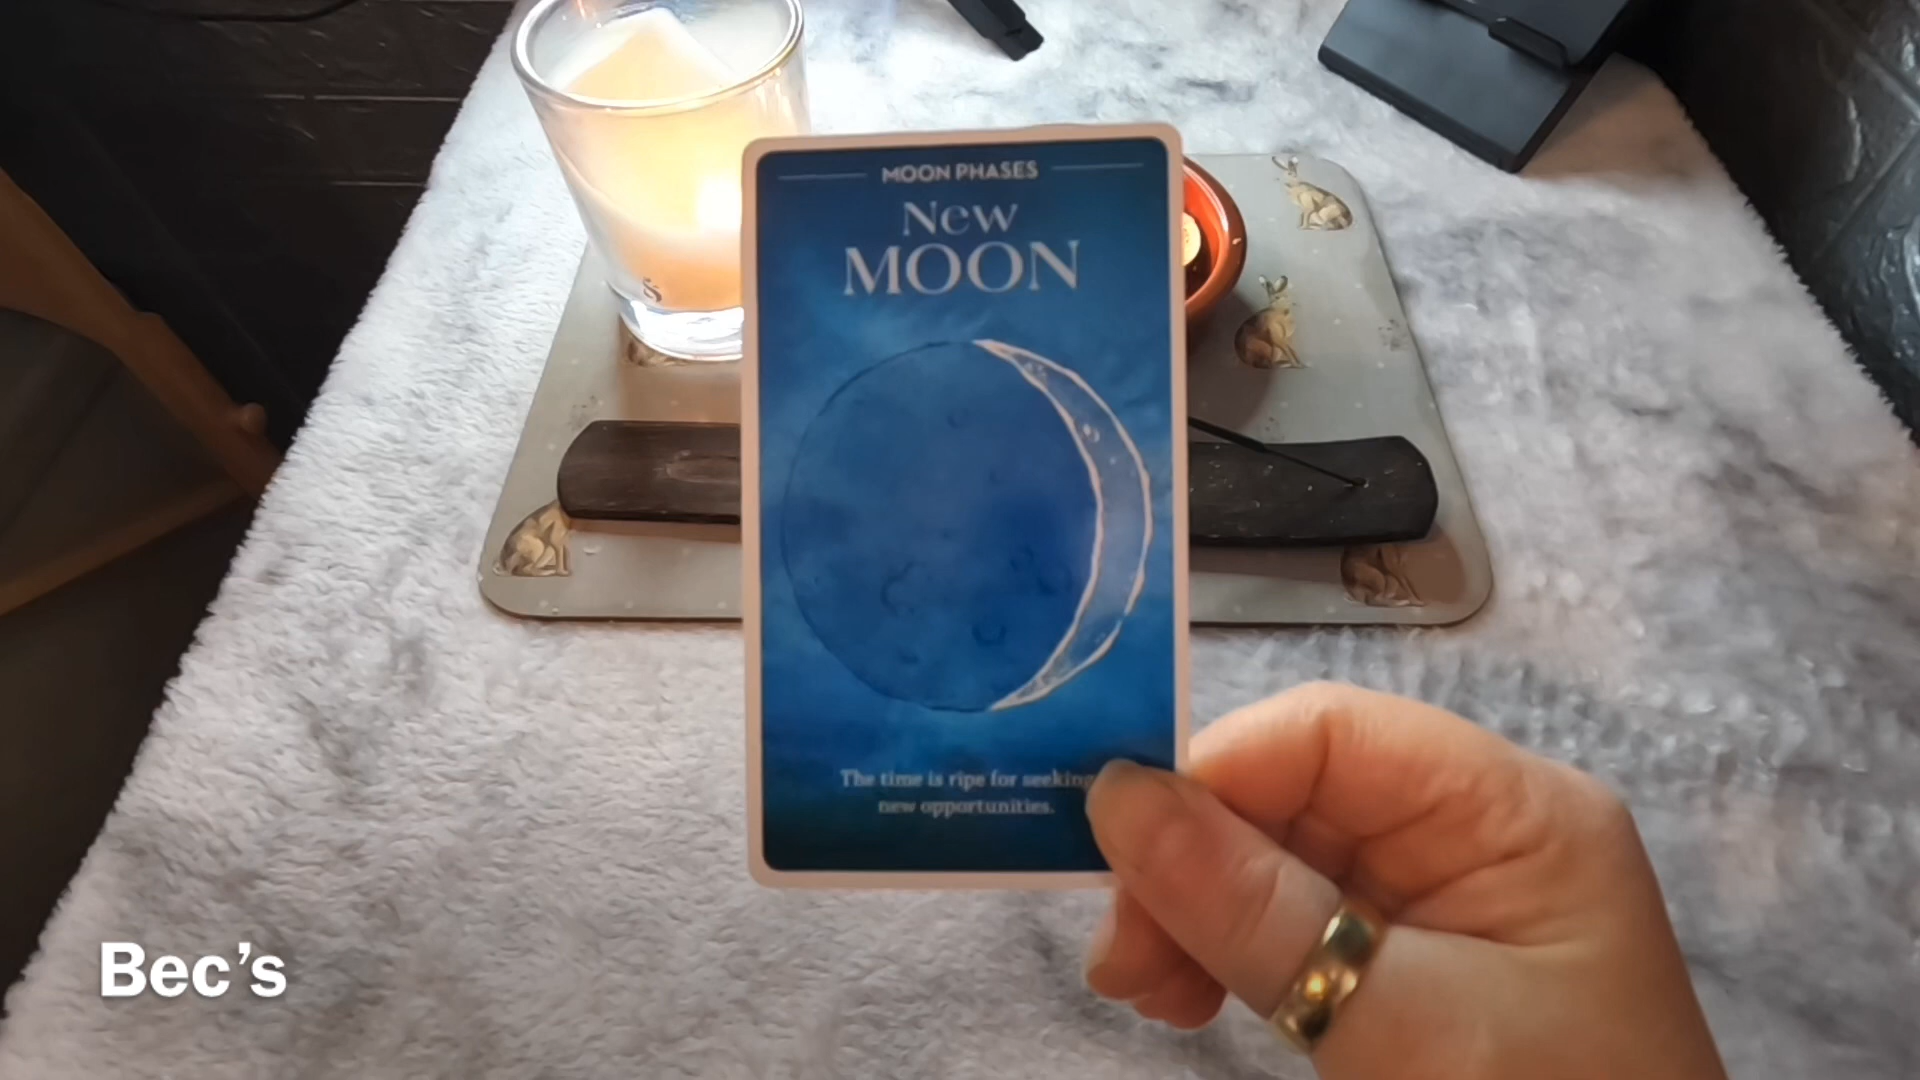 MOON PHASES
New
MOON
The time is ripe for seeking
new opportunities.
Bec’s